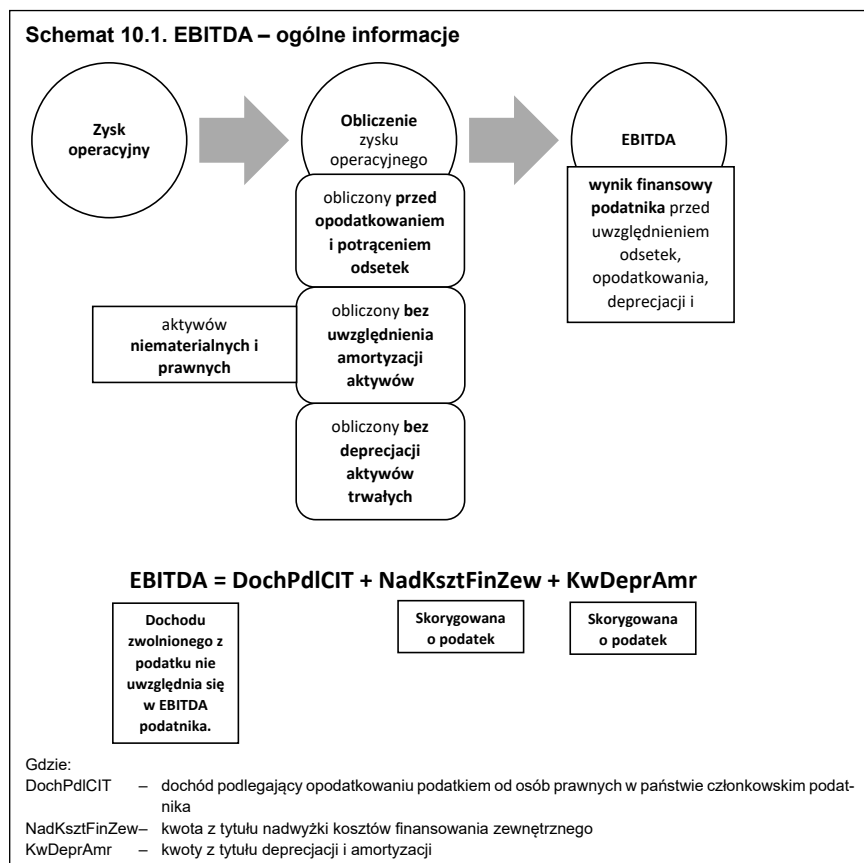 Schemat 10.1. EBITDA – ogólne informacje
Zysk
operacyjny
Obliczenie
zysku
operacyjnego
obliczony przed
opodatkowaniem
i potrąceniem
odsetek
aktywów
niematerialnych i
prawnych
obliczony bez
uwzględnienia
amortyzacji
aktywów
obliczony bez
deprecjacji
aktywów
trwałych
EBITDA
wynik finansowy
podatnika przed
uwzględnieniem
odsetek,
opodatkowania,
deprecjacji i
EBITDA = DochPdlCIT + NadKsztFinZew + KwDeprAmr
Dochodu
zwolnionego z
podatku nie
uwzględnia się
w EBITDA
podatnika.
Skorygowana
o podatek
Skorygowana
o podatek
Gdzie:
DochPdlCIT – dochód podlegający opodatkowaniu podatkiem od osób prawnych w państwie członkowskim podat-
nika
NadKsztFinZew– kwota z tytułu nadwyżki kosztów finansowania zewnętrznego
KwDeprAmr – kwoty z tytułu deprecjacji i amortyzacji